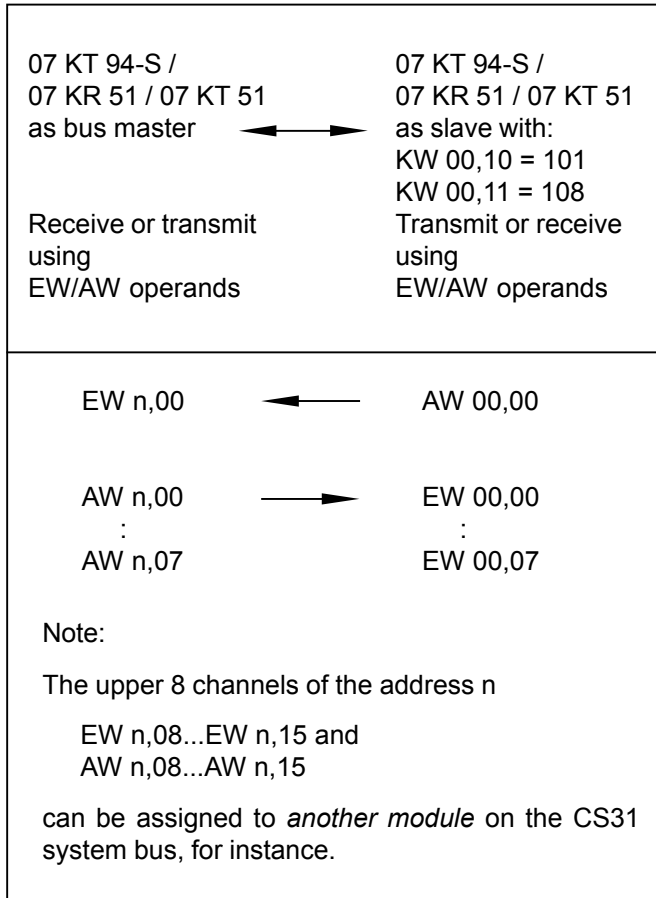 07 KT 94-S /
07 KR 51 / 07 KT 51
as bus master
07 KT 94-S /
07 KR 51 / 07 KT 51
as slave with:
KW 00,10 = 101
KW 00,11 = 108
Receive or transmit
using
EW/AW operands
Transmit or receive
using
EW/AW operands
EW n,00
AW 00,00
AW n,00
:
AW n,07
EW 00,00
:
EW 00,07
Note:
The upper 8 channels of the address n
EW n,08...EW n,15 and
AW n,08...AW n,15
can be assigned to another module on the CS31
system bus, for instance.